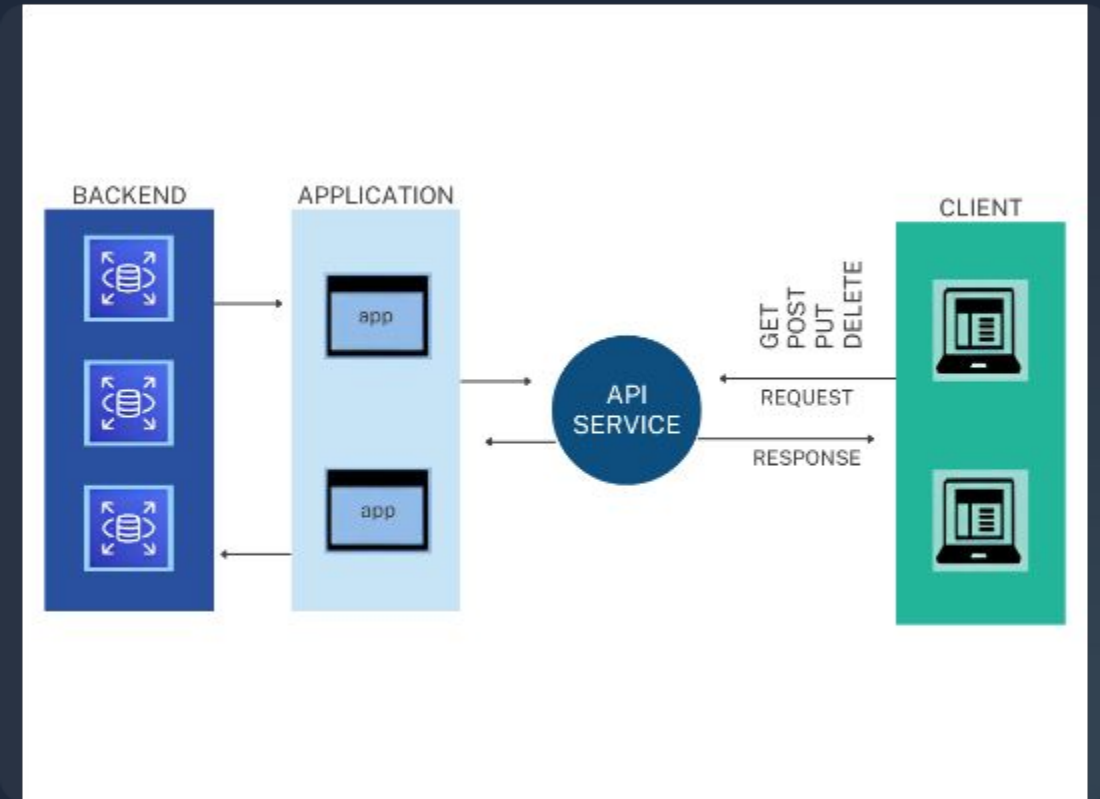 BACKEND
APPLICATION
CLIENT
app
app
API
SERVICE
GET
POST
PUT
DELETE
REQUEST
RESPONSE